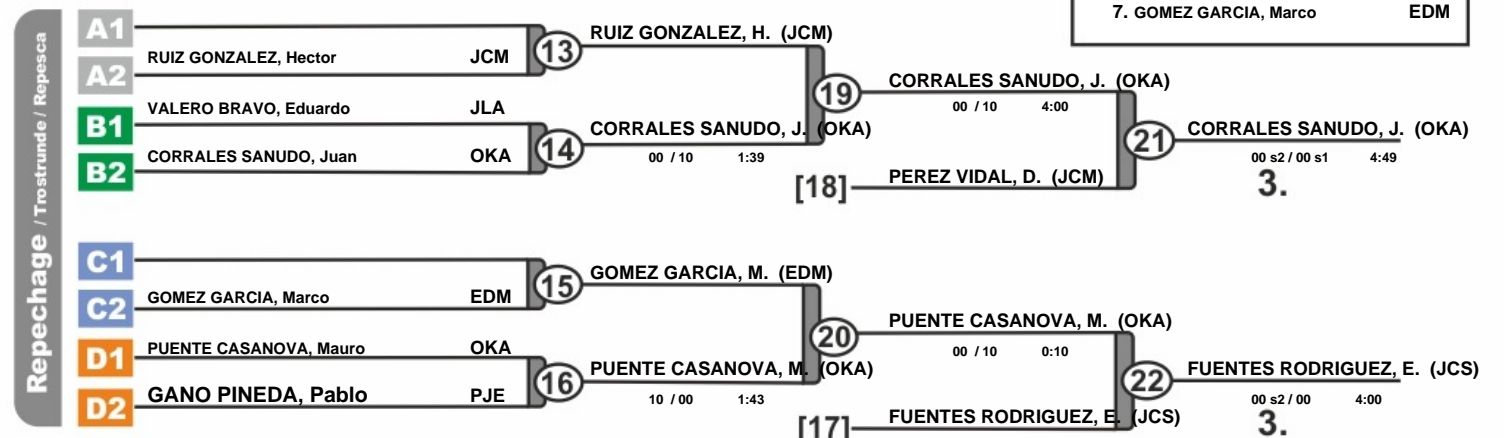 7. GOMEZ GARCIA, Marco EDM
Repechage / Trostrunde / Repesca
A1
RUIZ GONZALEZ, Hector JCM
A2
13
RUIZ GONZALEZ, H. (JCM)
VALERO BRAVO, Eduardo JLA
B1
CORRALES SANUDO, Juan OKA
B2
14
CORRALES SANUDO, J. (OKA)
00 / 10 1:39
19
CORRALES SANUDO, J. (OKA)
00 / 10 4:00
[18]
PEREZ VIDAL, D. (JCM)
21
CORRALES SANUDO, J. (OKA)
00 s2 / 00 s1 4:49
3.
C1
C2
GOMEZ GARCIA, Marco EDM
15
GOMEZ GARCIA, M. (EDM)
D1
PUENTE CASANOVA, Mauro OKA
D2
GANO PINEDA, Pablo PJE
16
PUENTE CASANOVA, M. (OKA)
10 / 00 1:43
20
PUENTE CASANOVA, M. (OKA)
00 / 10 0:10
[17]
FUENTES RODRIGUEZ, E. (JCS)
22
FUENTES RODRIGUEZ, E. (JCS)
00 s2 / 00 4:00
3.